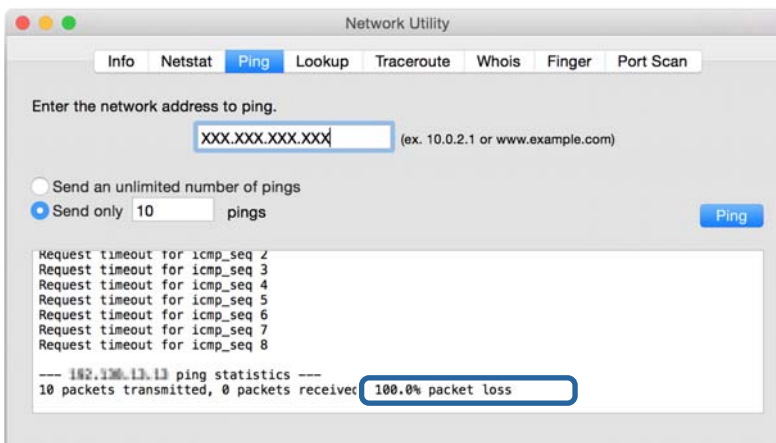 Network Utility
Info Netstat Ping Lookup Traceroute Whois Finger Port Scan
Enter the network address to ping.
XXX.XXX.XXX.XXX (ex. 10.0.2.1 or www.example.com)
Send an unlimited number of pings
Send only 10 pings
Ping
Request timeout for icmp_seq 2
Request timeout for icmp_seq 3
Request timeout for icmp_seq 4
Request timeout for icmp_seq 5
Request timeout for icmp_seq 6
Request timeout for icmp_seq 7
Request timeout for icmp_seq 8
--- ping statistics ---
10 packets transmitted, 0 packets received 100.0% packet loss